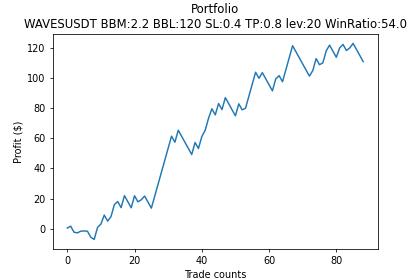 Portfolio
WAVESUSDT BBM:2.2 BBL:120 SL:0.4 TP:0.8 lev:20 WinRatio:54.0
120
100
80
60
40
20
0
Profit ($)
0 20 40 60 80
Trade counts